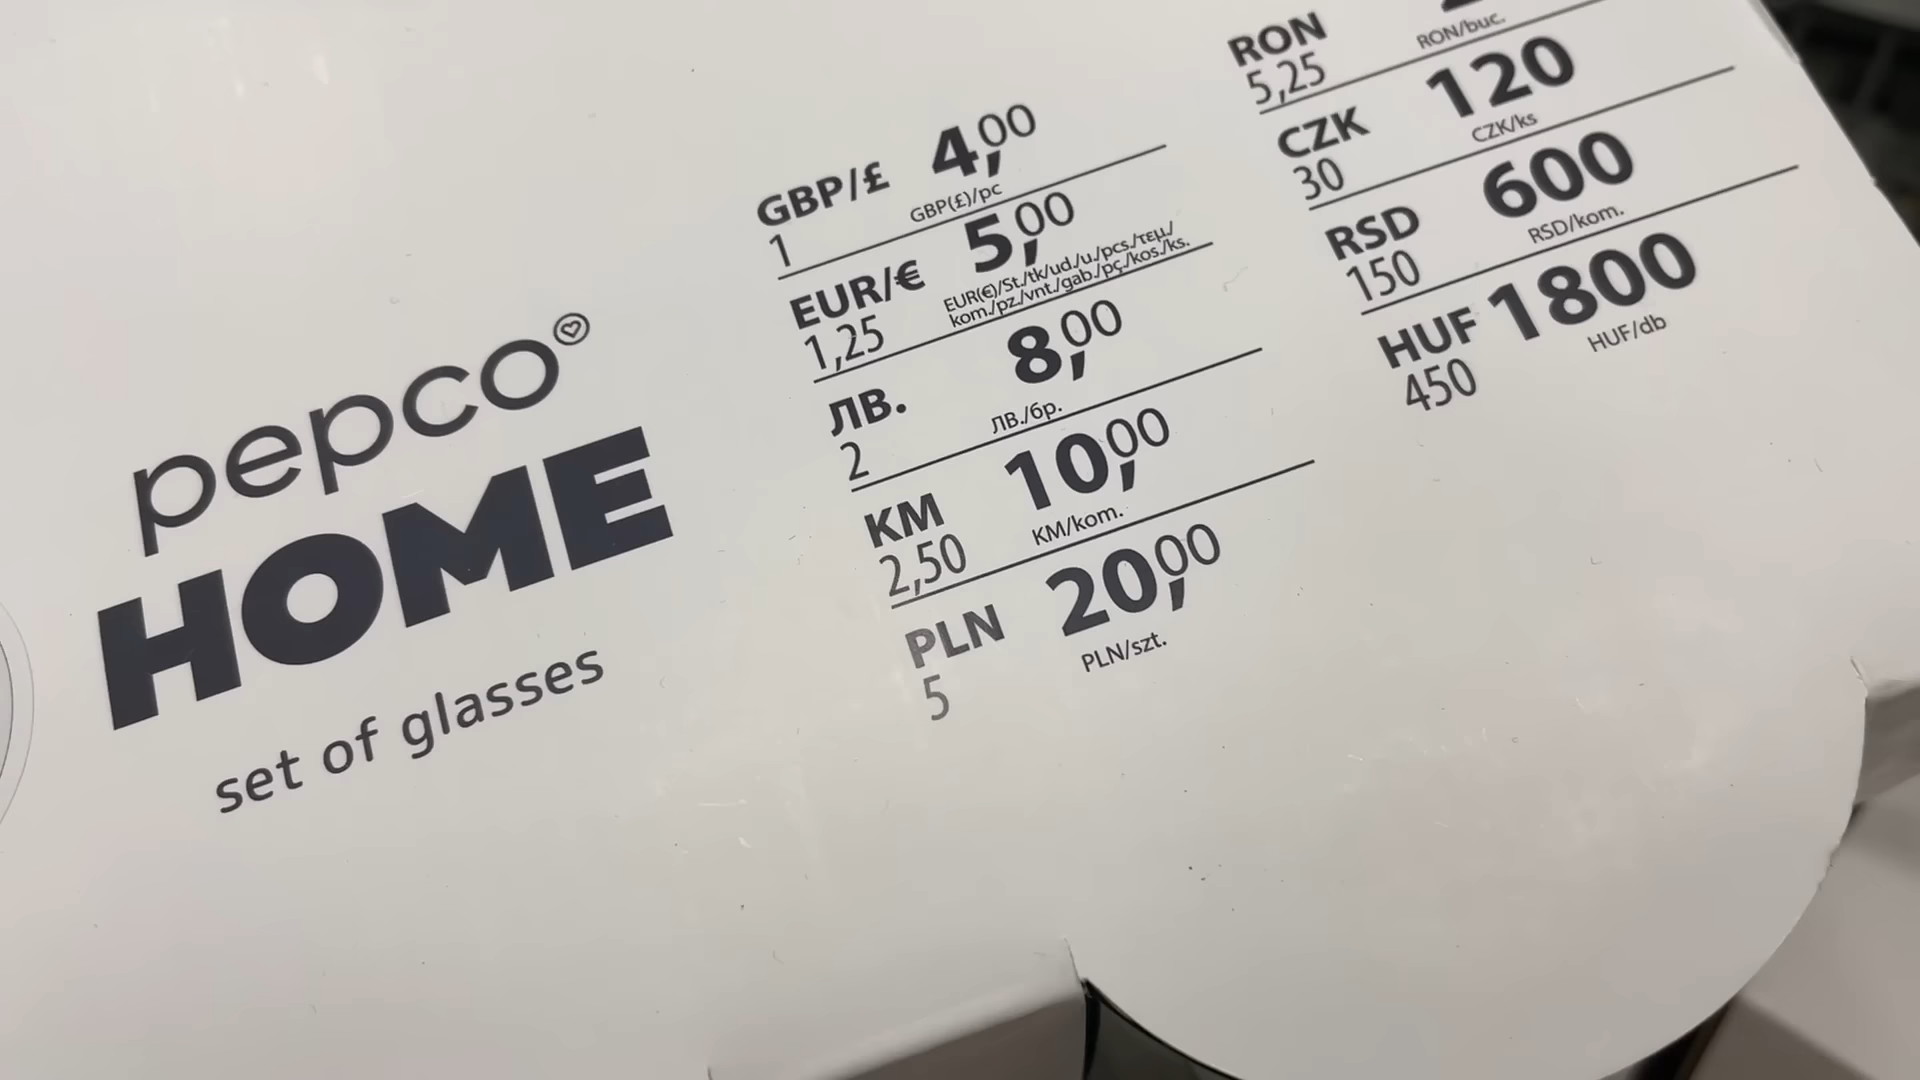 pepco
HOME
set of glasses
GBP/£ 4,00
GBP(£)/pc
1
EUR/€ 5,00
EUR(€)/St./tk/ud./u./pcs./τεμ./
kom./pz./vnt./gab./pç./kos./ks.
1,25
ЛВ. 8,00
ЛВ./бр.
2
KM 10,00
KM/kom.
2,50
PLN 20,00
PLN/szt.
5
RON
RON/buc.
5,25
CZK 120
CZK/ks
30
RSD 600
RSD/kom.
150
HUF 1800
HUF/db
450